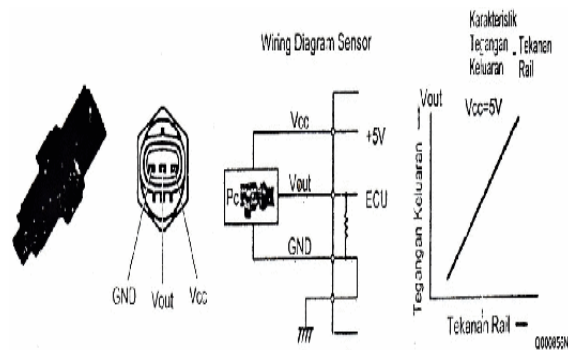 Karakteristik
Tegangan - Tekanan
Keluaran Rail
Wiring Diagram Sensor
Vcc
+5V
Vout
Pc
ECU
GND
GND Vout Vcc
Vout
Vcc=5V
Tegangan Keluaran
Tekanan Rail